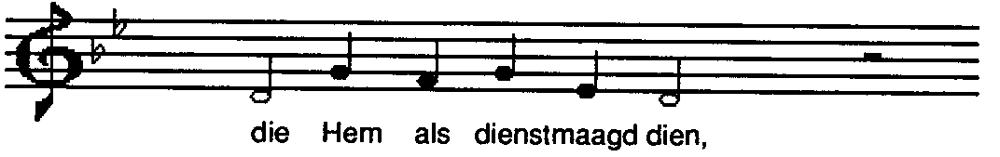 die Hem als dienstmaagd dien,